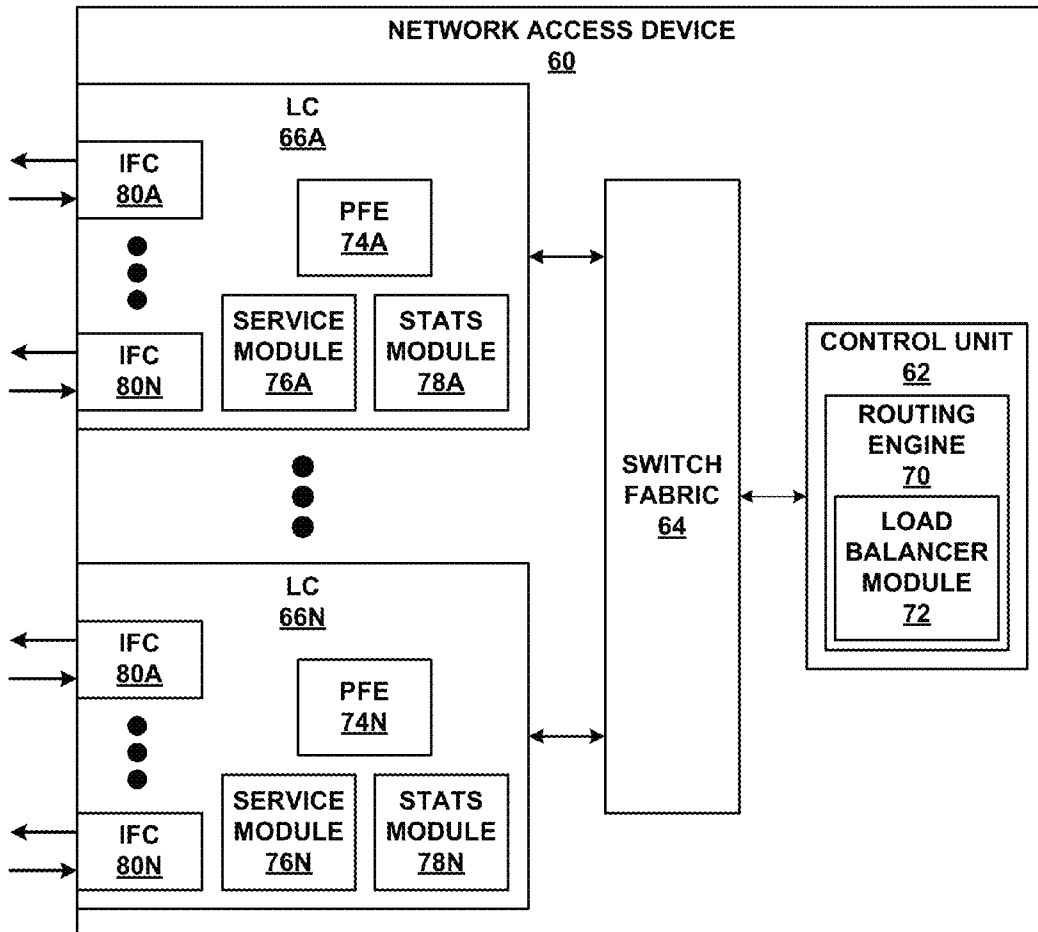 NETWORK ACCESS DEVICE
60
LC
66A
IFC
80A
PFE
74A
IFC
80N
SERVICE
MODULE
76A
STATS
MODULE
78A
SWITCH
FABRIC
64
CONTROL UNIT
62
ROUTING
ENGINE
70
LOAD
BALANCER
MODULE
72
LC
66N
IFC
80A
PFE
74N
IFC
80N
SERVICE
MODULE
76N
STATS
MODULE
78N